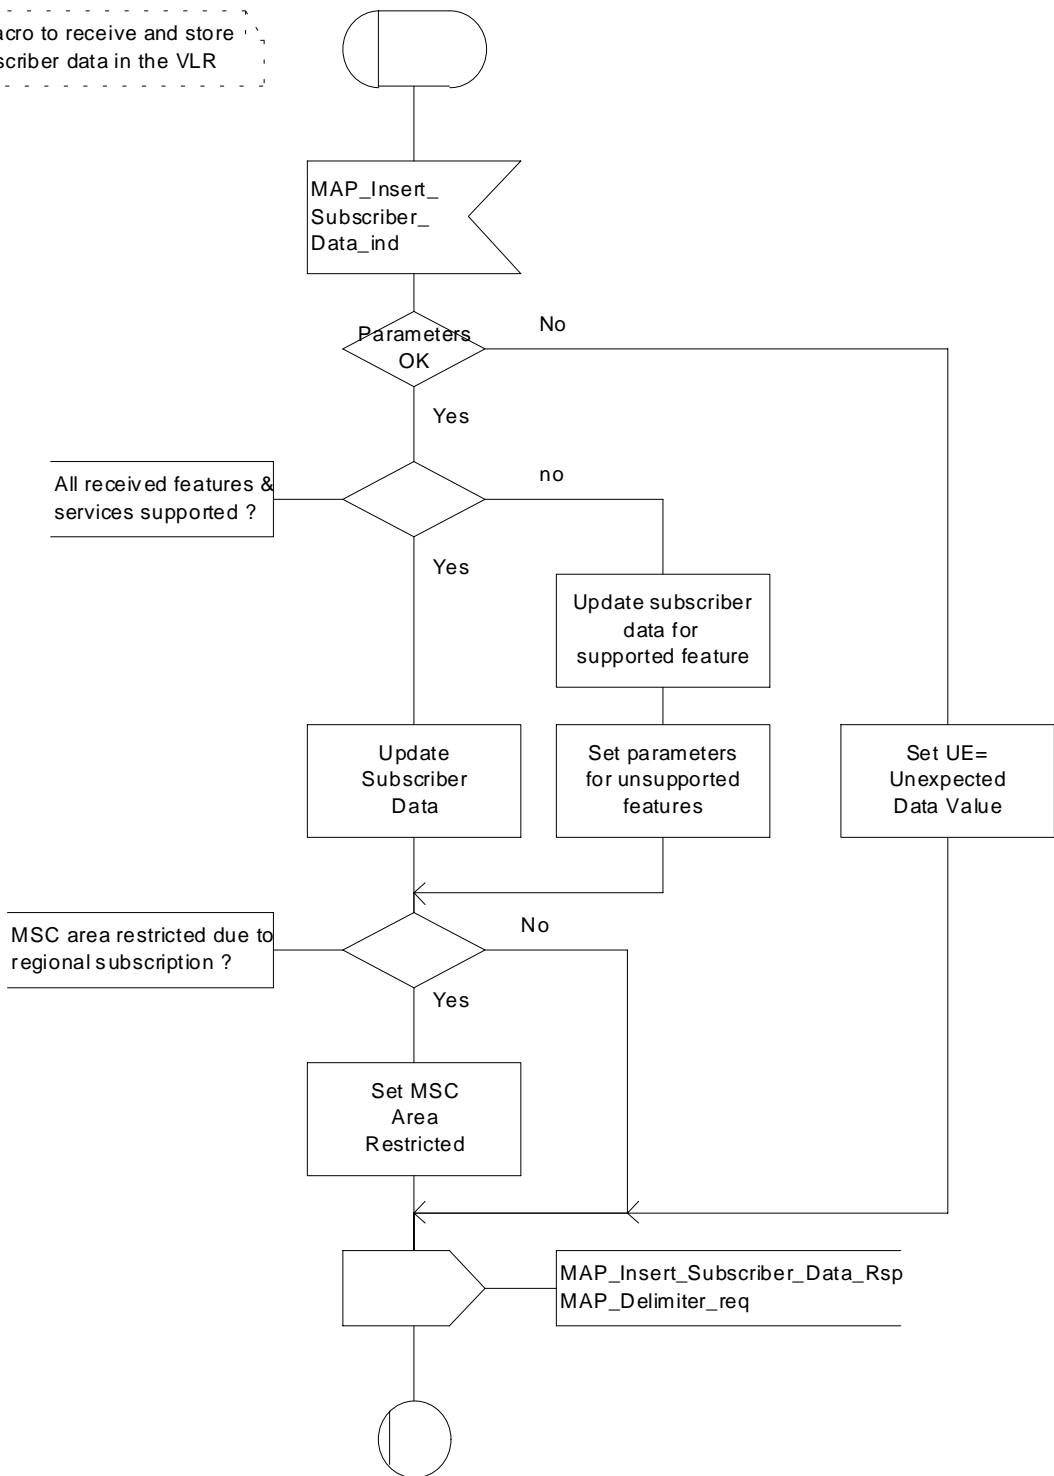 acro to receive and store
scriber data in the VLR
MAP_Insert_
Subscriber_
Data_ind
Parameters
OK
No
Yes
All received features &
services supported ?
no
Yes
Update subscriber
data for
supported feature
Update
Subscriber
Data
Set parameters
for unsupported
features
Set UE=
Unexpected
Data Value
MSC area restricted due to
regional subscription ?
No
Yes
Set MSC
Area
Restricted
MAP_Insert_Subscriber_Data_Rsp
MAP_Delimiter_req